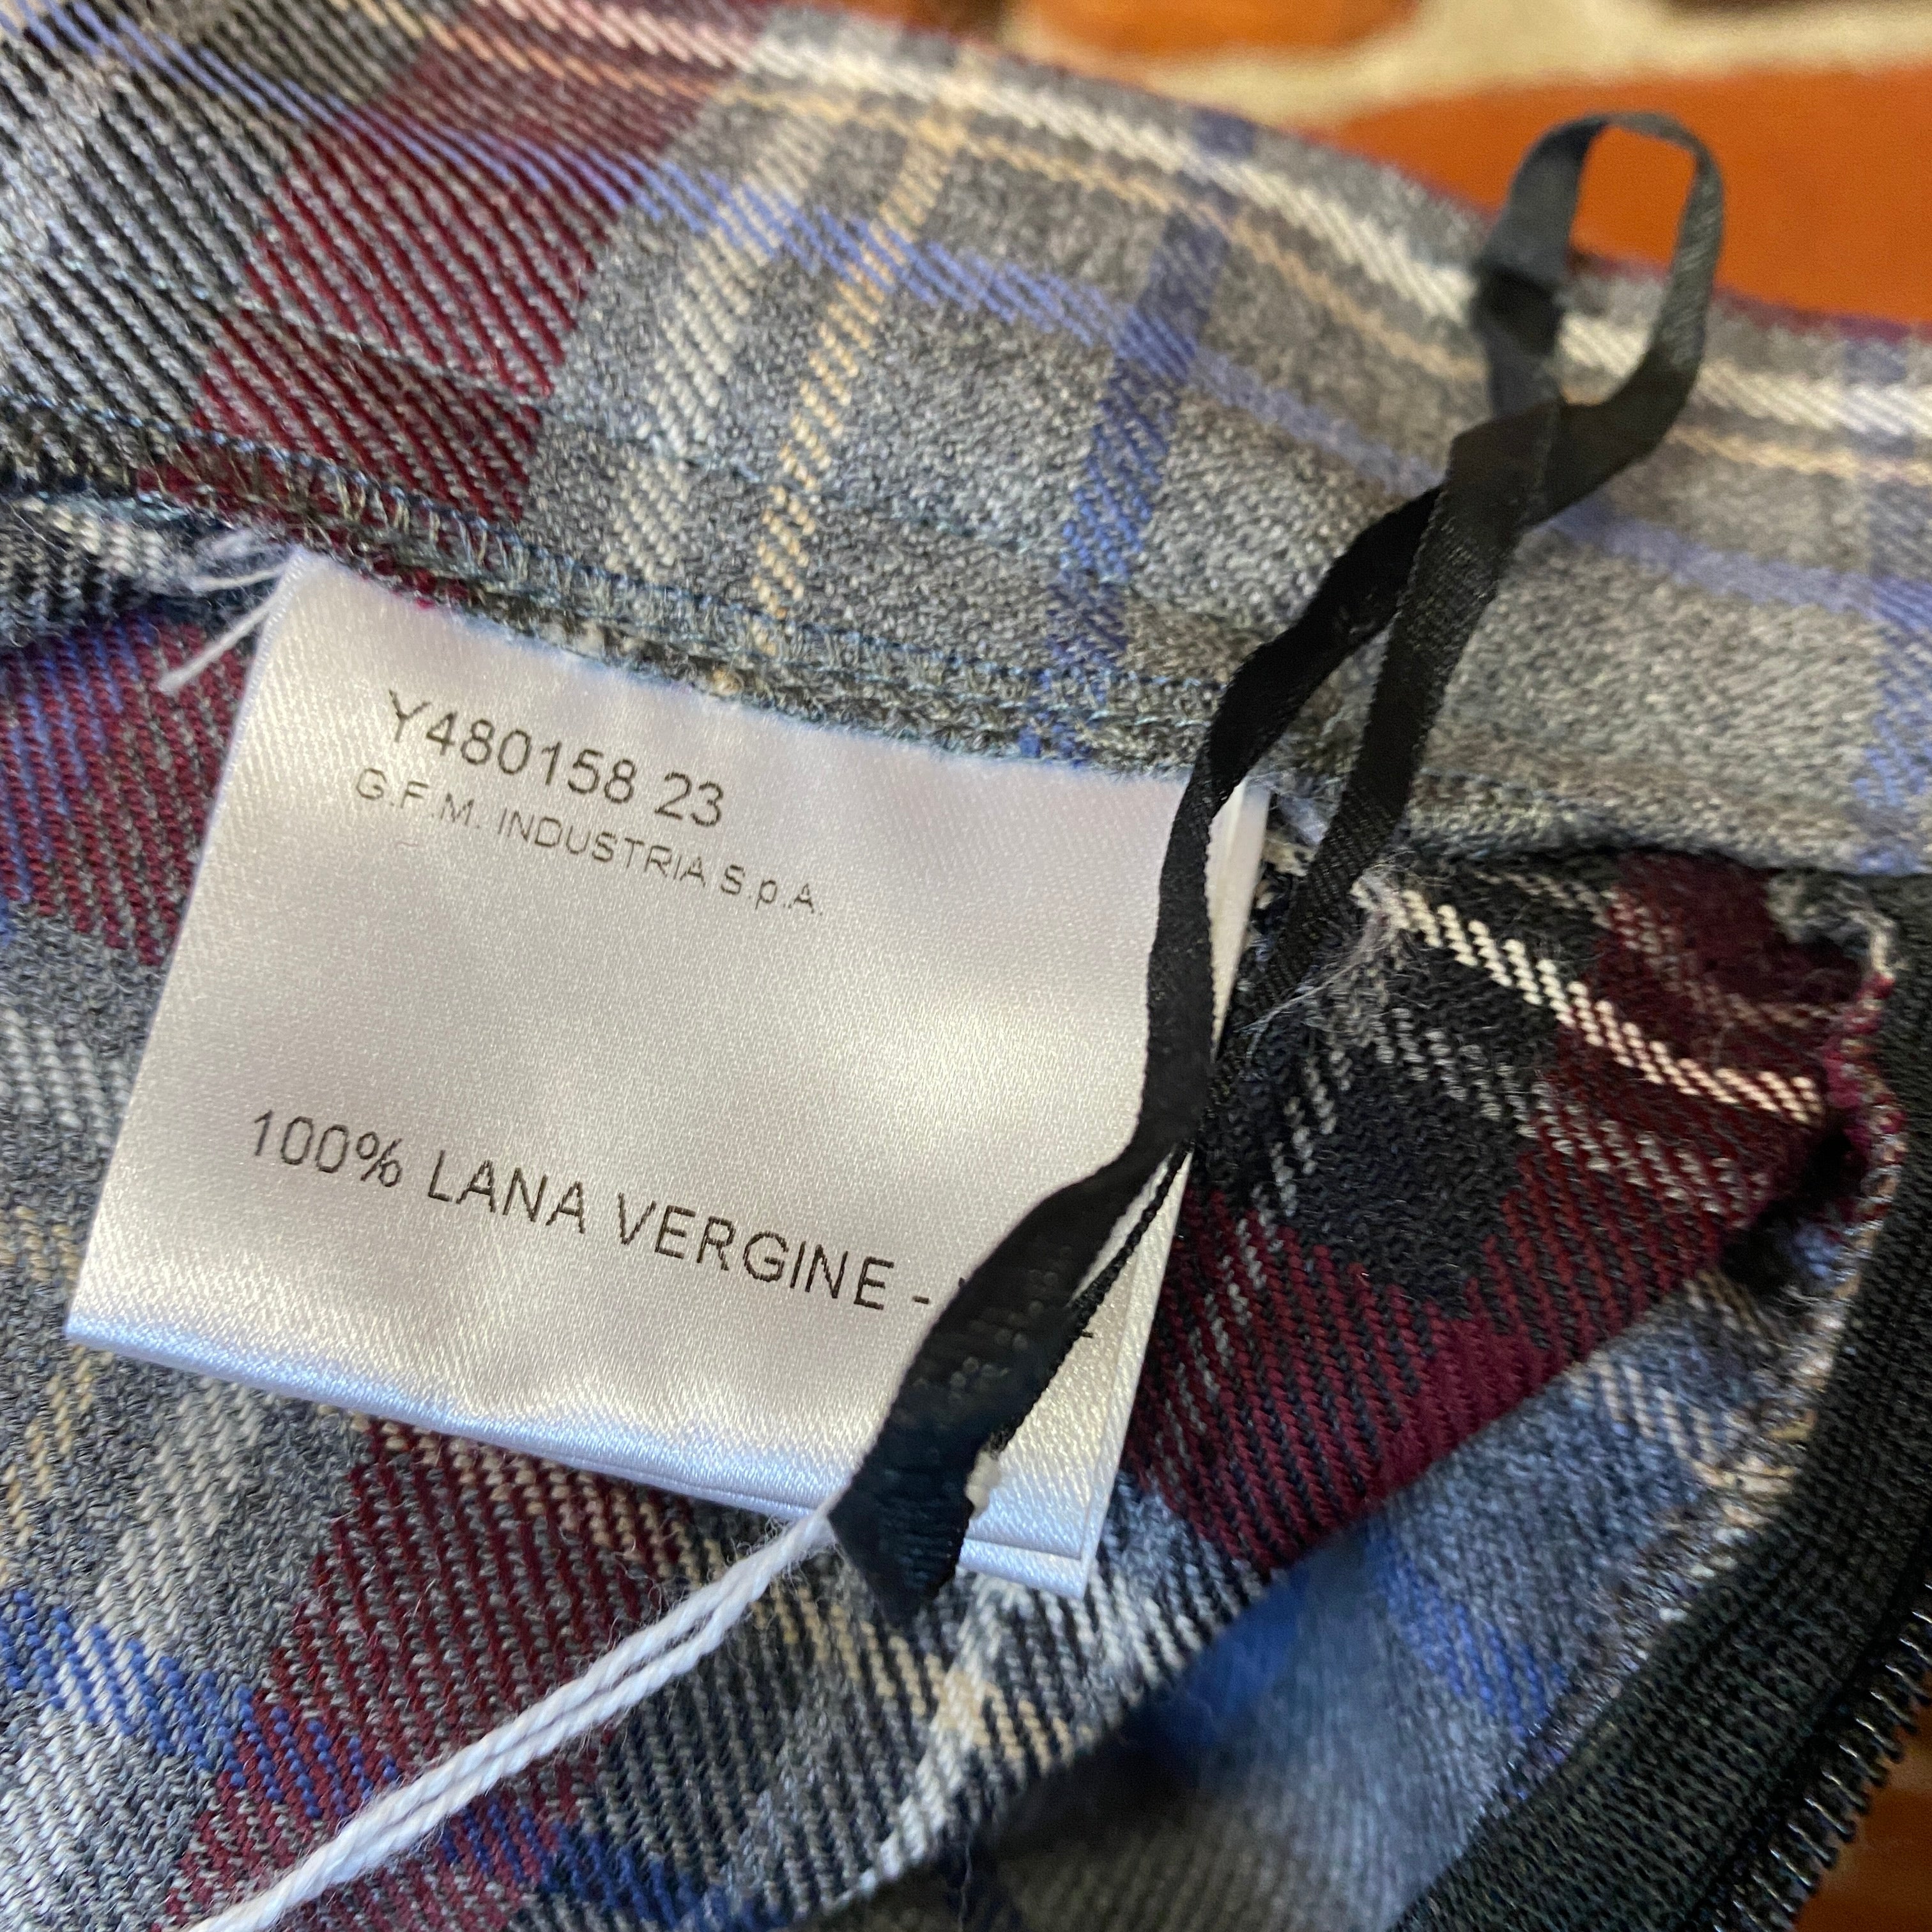 Y480158 23
G.F.M. INDUSTRIA S.p.A.
100% LANA VERGINE -